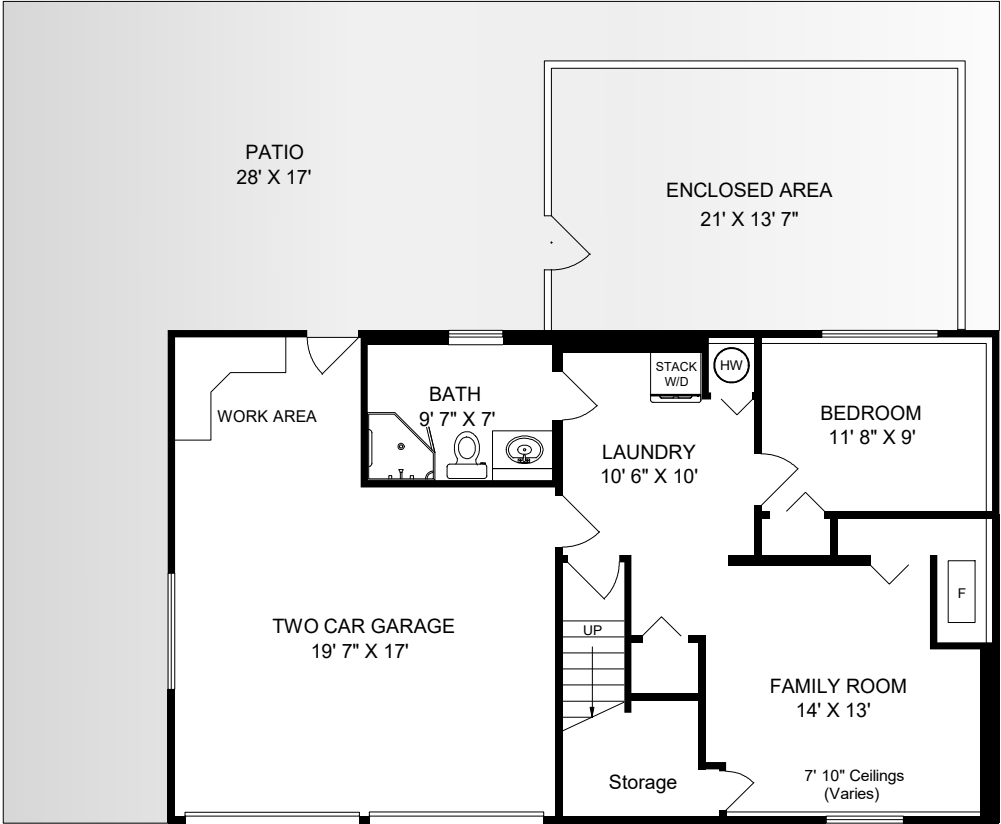 PATIO
28' X 17'
ENCLOSED AREA
21' X 13' 7"
STACK
W/D
HW
BATH
9' 7" X 7'
WORK AREA
BEDROOM
11' 8" X 9'
LAUNDRY
10' 6" X 10'
F
TWO CAR GARAGE
19' 7" X 17'
UP
FAMILY ROOM
14' X 13'
Storage
7' 10" Ceilings
(Varies)